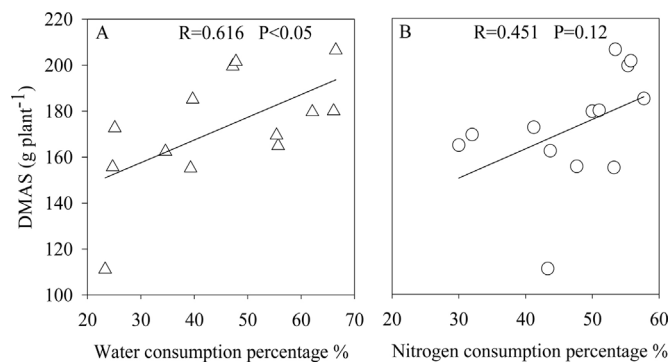 A R=0.616 P<0.05
B R=0.451 P=0.12
DMAS (g plant⁻¹)
220
200
180
160
140
120
100
20 30 40 50 60 70
20 30 40 50 60
Water consumption percentage %
Nitrogen consumption percentage %